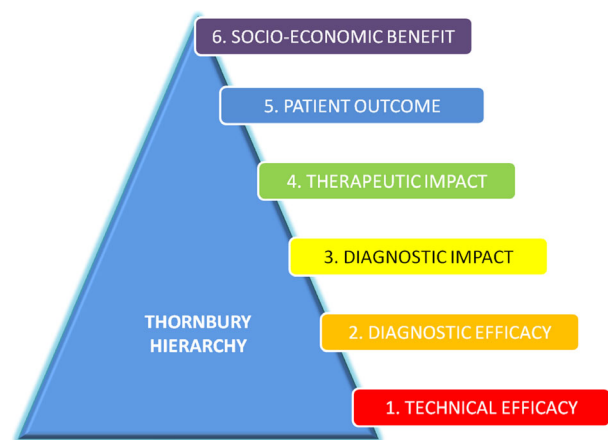 6. SOCIO-ECONOMIC BENEFIT
5. PATIENT OUTCOME
4. THERAPEUTIC IMPACT
3. DIAGNOSTIC IMPACT
THORNBURY
HIERARCHY
2. DIAGNOSTIC EFFICACY
1. TECHNICAL EFFICACY